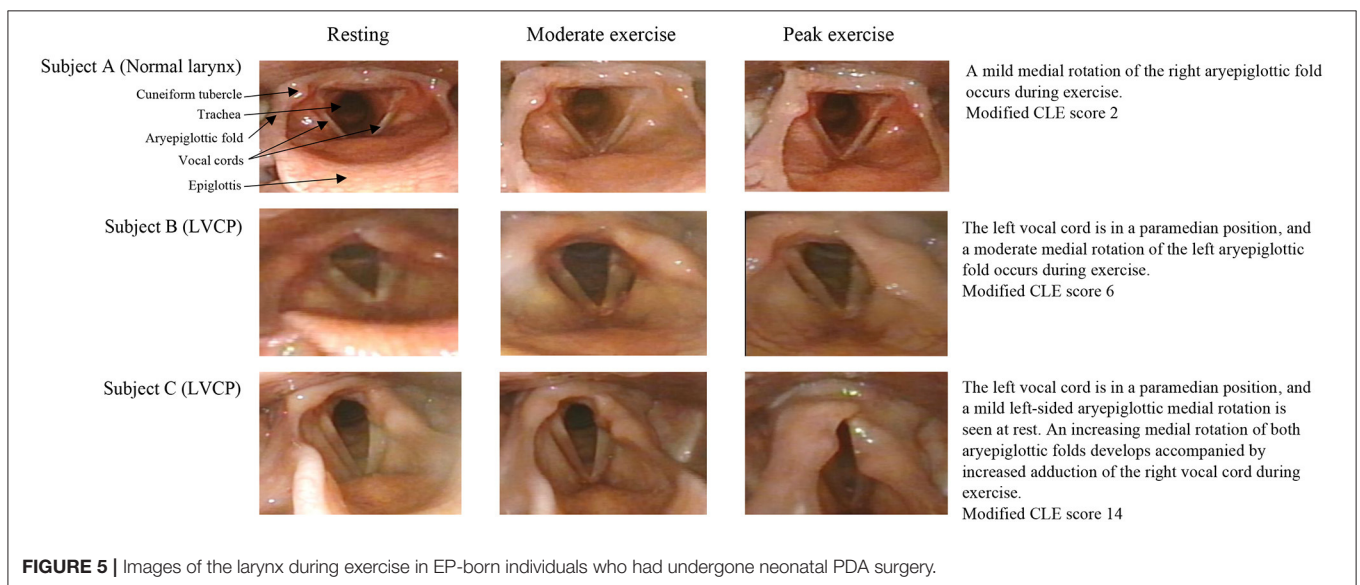 Resting
Moderate exercise
Peak exercise
Subject A (Normal larynx)
Cuneiform tubercle
Trachea
Aryepiglottic fold
Vocal cords
Epiglottis
A mild medial rotation of the right aryepiglottic fold
occurs during exercise.
Modified CLE score 2
Subject B (LVCP)
The left vocal cord is in a paramedian position, and
a moderate medial rotation of the left aryepiglottic
fold occurs during exercise.
Modified CLE score 6
Subject C (LVCP)
The left vocal cord is in a paramedian position, and
a mild left-sided aryepiglottic medial rotation is
seen at rest. An increasing medial rotation of both
aryepiglottic folds develops accompanied by
increased adduction of the right vocal cord during
exercise.
Modified CLE score 14
FIGURE 5 | Images of the larynx during exercise in EP-born individuals who had undergone neonatal PDA surgery.